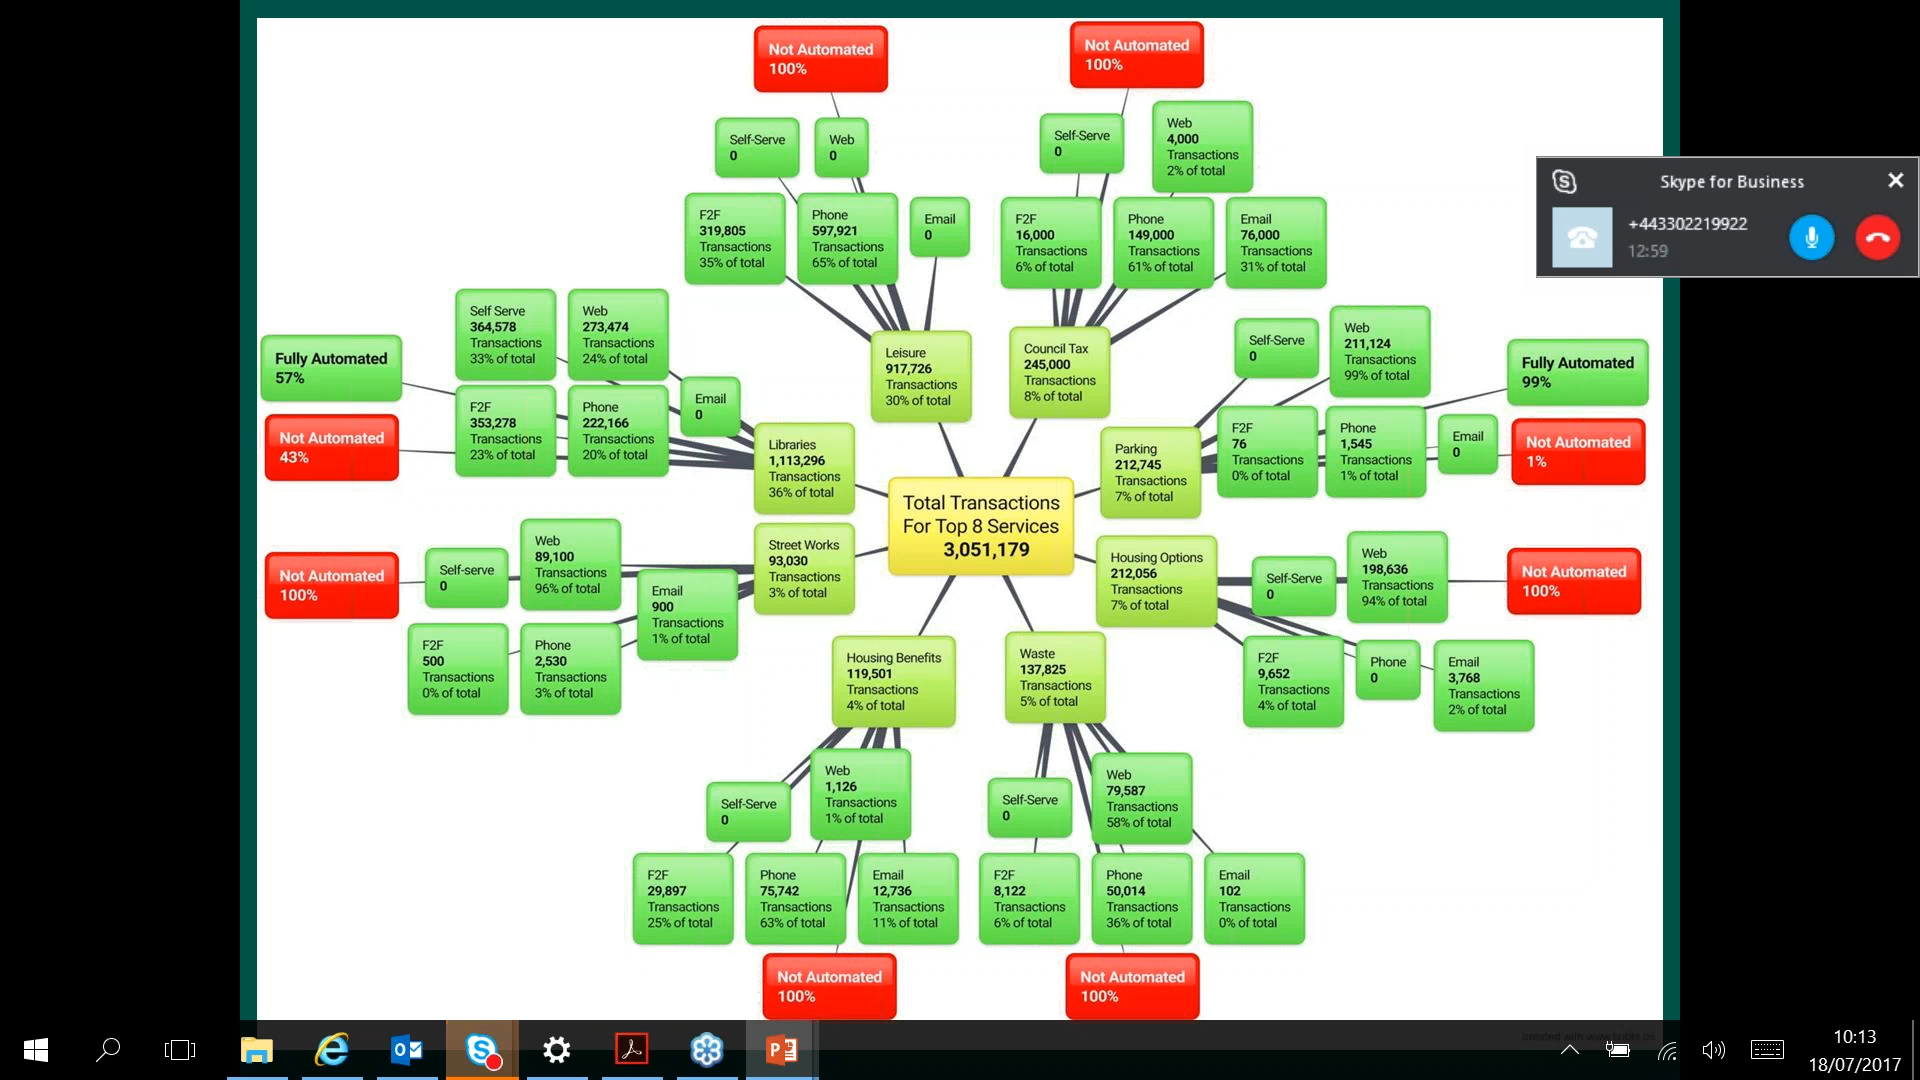 Not Automated
100%
Not Automated
100%
Self-Serve
0
Web
0
Self-Serve
0
Web
4,000
Transactions
2% of total
F2F
319,805
Transactions
35% of total
Phone
597,921
Transactions
65% of total
Email
0
F2F
16,000
Transactions
6% of total
Phone
149,000
Transactions
61% of total
Email
76,000
Transactions
31% of total
Skype for Business
+443302219922
12:59
Self Serve
364,578
Transactions
33% of total
Web
273,474
Transactions
24% of total
Fully Automated
57%
F2F
353,278
Transactions
23% of total
Phone
222,166
Transactions
20% of total
Email
0
Not Automated
43%
Libraries
1,113,296
Transactions
36% of total
Leisure
917,726
Transactions
30% of total
Council Tax
245,000
Transactions
8% of total
Self-Serve
0
Web
211,124
Transactions
99% of total
Fully Automated
99%
Parking
212,745
Transactions
7% of total
F2F
76
Transactions
0% of total
Phone
1,545
Transactions
1% of total
Email
0
Not Automated
1%
Total Transactions
For Top 8 Services
3,051,179
Not Automated
100%
Self-serve
0
Web
89,100
Transactions
96% of total
Email
900
Transactions
1% of total
Street Works
93,030
Transactions
3% of total
F2F
500
Transactions
0% of total
Phone
2,530
Transactions
3% of total
Housing Options
212,056
Transactions
7% of total
Self-Serve
0
Web
198,636
Transactions
94% of total
Not Automated
100%
F2F
9,652
Transactions
4% of total
Phone
0
Email
3,768
Transactions
2% of total
Housing Benefits
119,501
Transactions
4% of total
Waste
137,825
Transactions
5% of total
Self-Serve
0
Web
1,126
Transactions
1% of total
Self-Serve
0
Web
79,587
Transactions
58% of total
F2F
29,897
Transactions
25% of total
Phone
75,742
Transactions
63% of total
Email
12,736
Transactions
11% of total
F2F
8,122
Transactions
6% of total
Phone
50,014
Transactions
36% of total
Email
102
Transactions
0% of total
Not Automated
100%
Not Automated
100%
10:13
18/07/2017